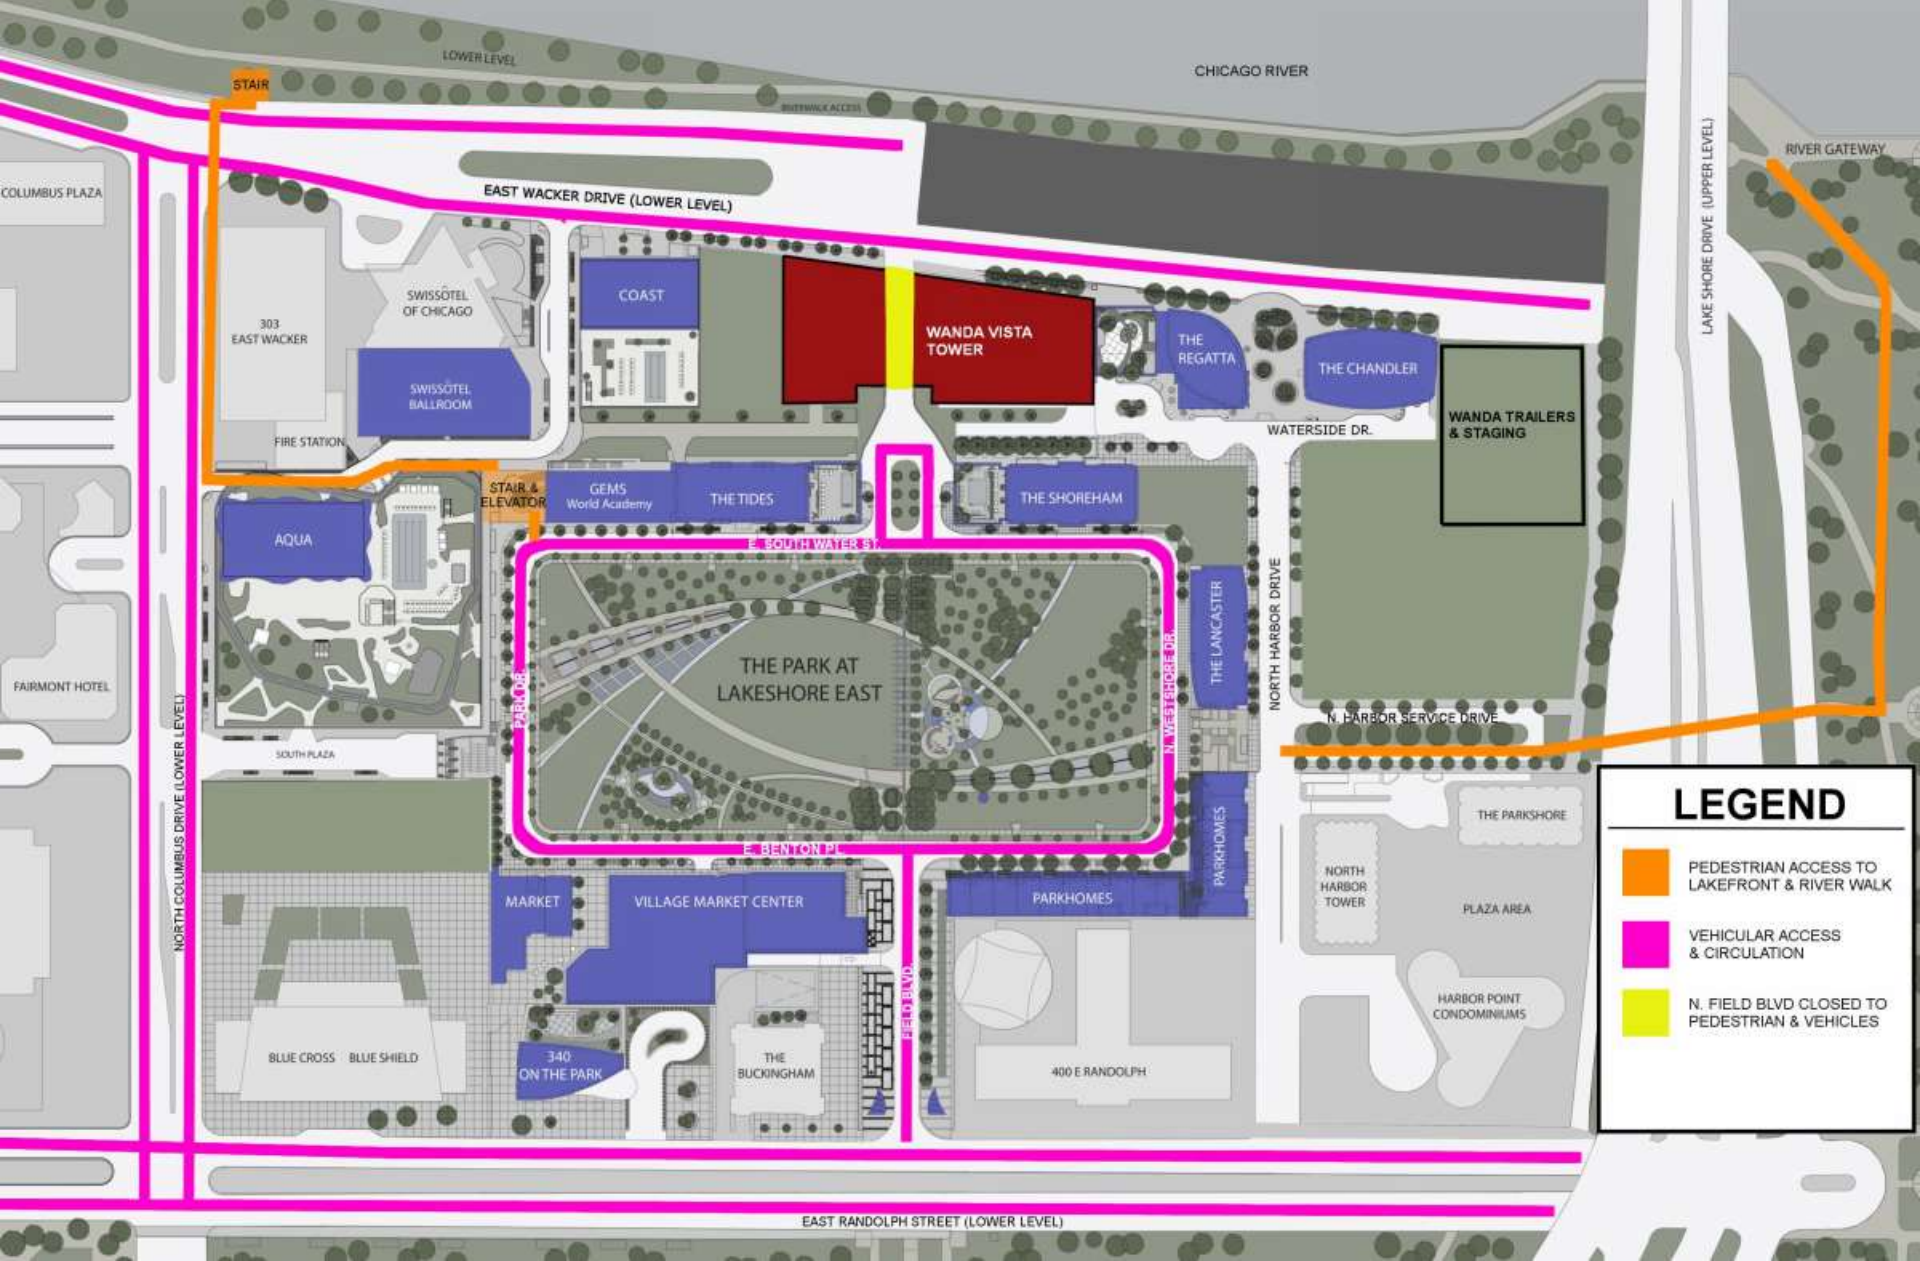 LOWER LEVEL
CHICAGO RIVER
STAIR
RIVERWALK ACCESS
RIVER GATEWAY
LAKE SHORE DRIVE (UPPER LEVEL)
COLUMBUS PLAZA
EAST WACKER DRIVE (LOWER LEVEL)
303
EAST WACKER
SWISSÔTEL
OF CHICAGO
COAST
WANDA VISTA
TOWER
THE
REGATTA
THE CHANDLER
SWISSÔTEL
BALLROOM
FIRE STATION
WATERSIDE DR.
WANDA TRAILERS
& STAGING
STAIR &
ELEVATOR
GEMS
World Academy
THE TIDES
THE SHOREHAM
AQUA
E. SOUTH WATER ST.
THE PARK AT
LAKESHORE EAST
PARK DR.
N. WESTSHORE DR.
THE LANCASTER
NORTH HARBOR DRIVE
FAIRMONT HOTEL
NORTH COLUMBUS DRIVE (LOWER LEVEL)
SOUTH PLAZA
N. HARBOR SERVICE DRIVE
E. BENTON PL.
MARKET
VILLAGE MARKET CENTER
PARKHOMES
PARKHOMES
THE PARKSHORE
NORTH
HARBOR
TOWER
PLAZA AREA
FIELD BLVD.
HARBOR POINT
CONDOMINIUMS
BLUE CROSS BLUE SHIELD
340
ON THE PARK
THE
BUCKINGHAM
400 E RANDOLPH
EAST RANDOLPH STREET (LOWER LEVEL)
LEGEND
PEDESTRIAN ACCESS TO
LAKEFRONT & RIVER WALK
VEHICULAR ACCESS
& CIRCULATION
N. FIELD BLVD CLOSED TO
PEDESTRIAN & VEHICLES